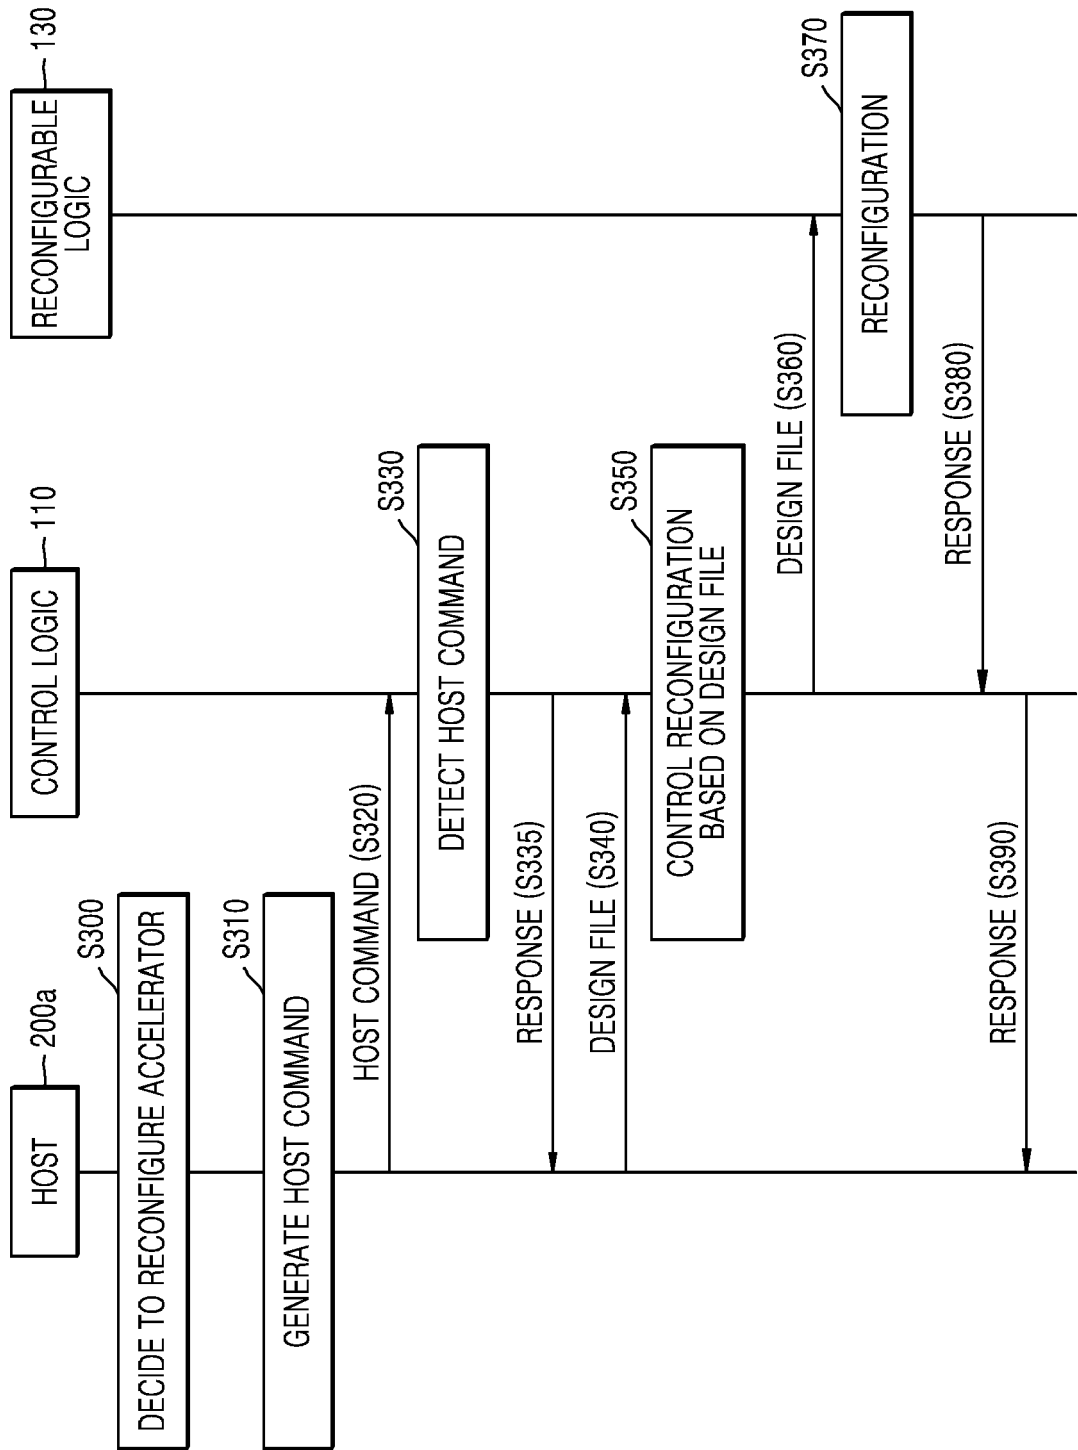 HOST
200a
CONTROL LOGIC
110
RECONFIGURABLE
LOGIC
130
DECIDE TO RECONFIGURE ACCELERATOR
S300
GENERATE HOST COMMAND
S310
HOST COMMAND (S320)
DETECT HOST COMMAND
S330
RESPONSE (S335)
DESIGN FILE (S340)
CONTROL RECONFIGURATION
BASED ON DESIGN FILE
S350
DESIGN FILE (S360)
RECONFIGURATION
S370
RESPONSE (S380)
RESPONSE (S390)